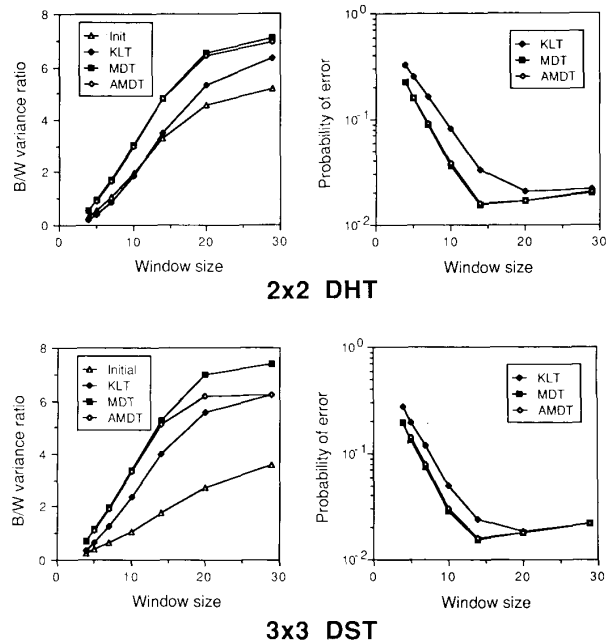 B/W variance ratio
8
6
4
2
0
0 10 20 30
Window size
Init
KLT
MDT
AMDT
Probability of error
10^0
10^-1
10^-2
0 10 20 30
Window size
KLT
MDT
AMDT
2x2 DHT
B/W variance ratio
8
6
4
2
0
0 10 20 30
Window size
Initial
KLT
MDT
AMDT
Probability of error
10^0
10^-1
10^-2
0 10 20 30
Window size
KLT
MDT
AMDT
3x3 DST